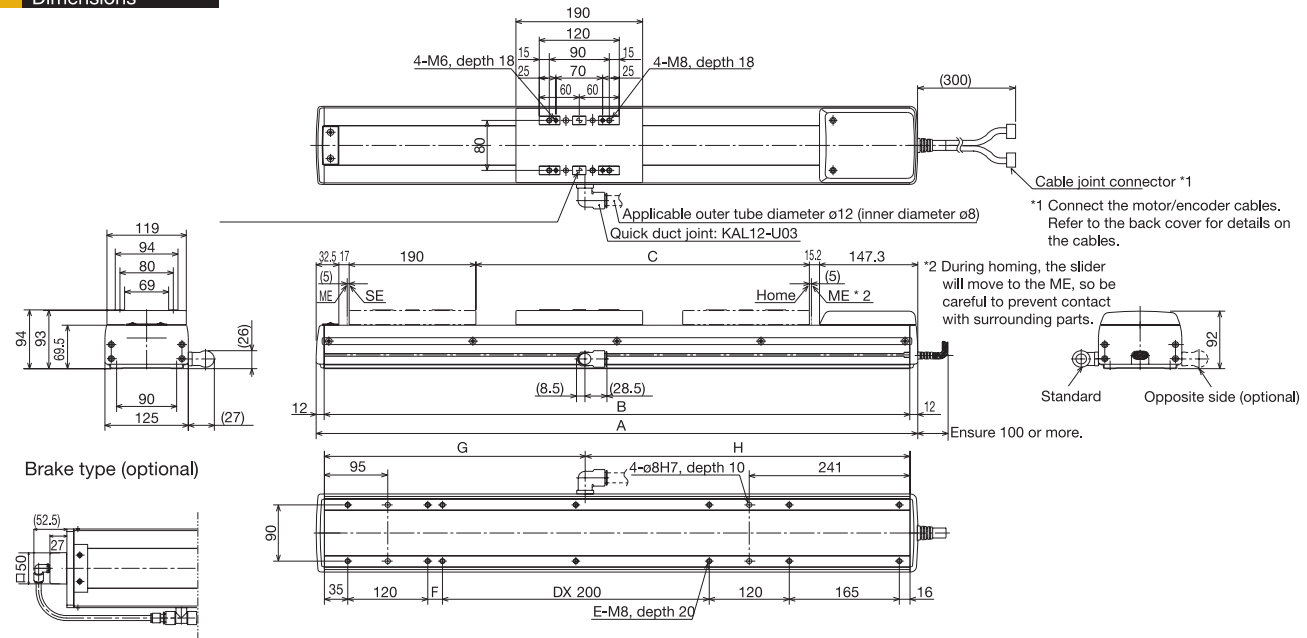 Dimensions
190
120
15 90 15
4-M6, depth 18
4-M8, depth 18
25 70 25
60 60
(300)
80
Cable joint connector *1
*1 Connect the motor/encoder cables.
Refer to the back cover for details on
the cables.
Applicable outer tube diameter ø12 (inner diameter ø8)
Quick duct joint: KAL12-U03
119
94
80
69
94
93
69.5
(26)
90
125
(27)
32.5 17 190 C 15.2 147.3
(5) (5)
ME SE Home ME * 2
*2 During homing, the slider
will move to the ME, so be
careful to prevent contact
with surrounding parts.
92
Standard
Opposite side (optional)
(8.5) (28.5)
12 B 12
A
Ensure 100 or more.
G H
95
4-ø8H7, depth 10
241
90
35 120 F DX 200 120 165 16
E-M8, depth 20
Brake type (optional)
(52.5)
27
□50